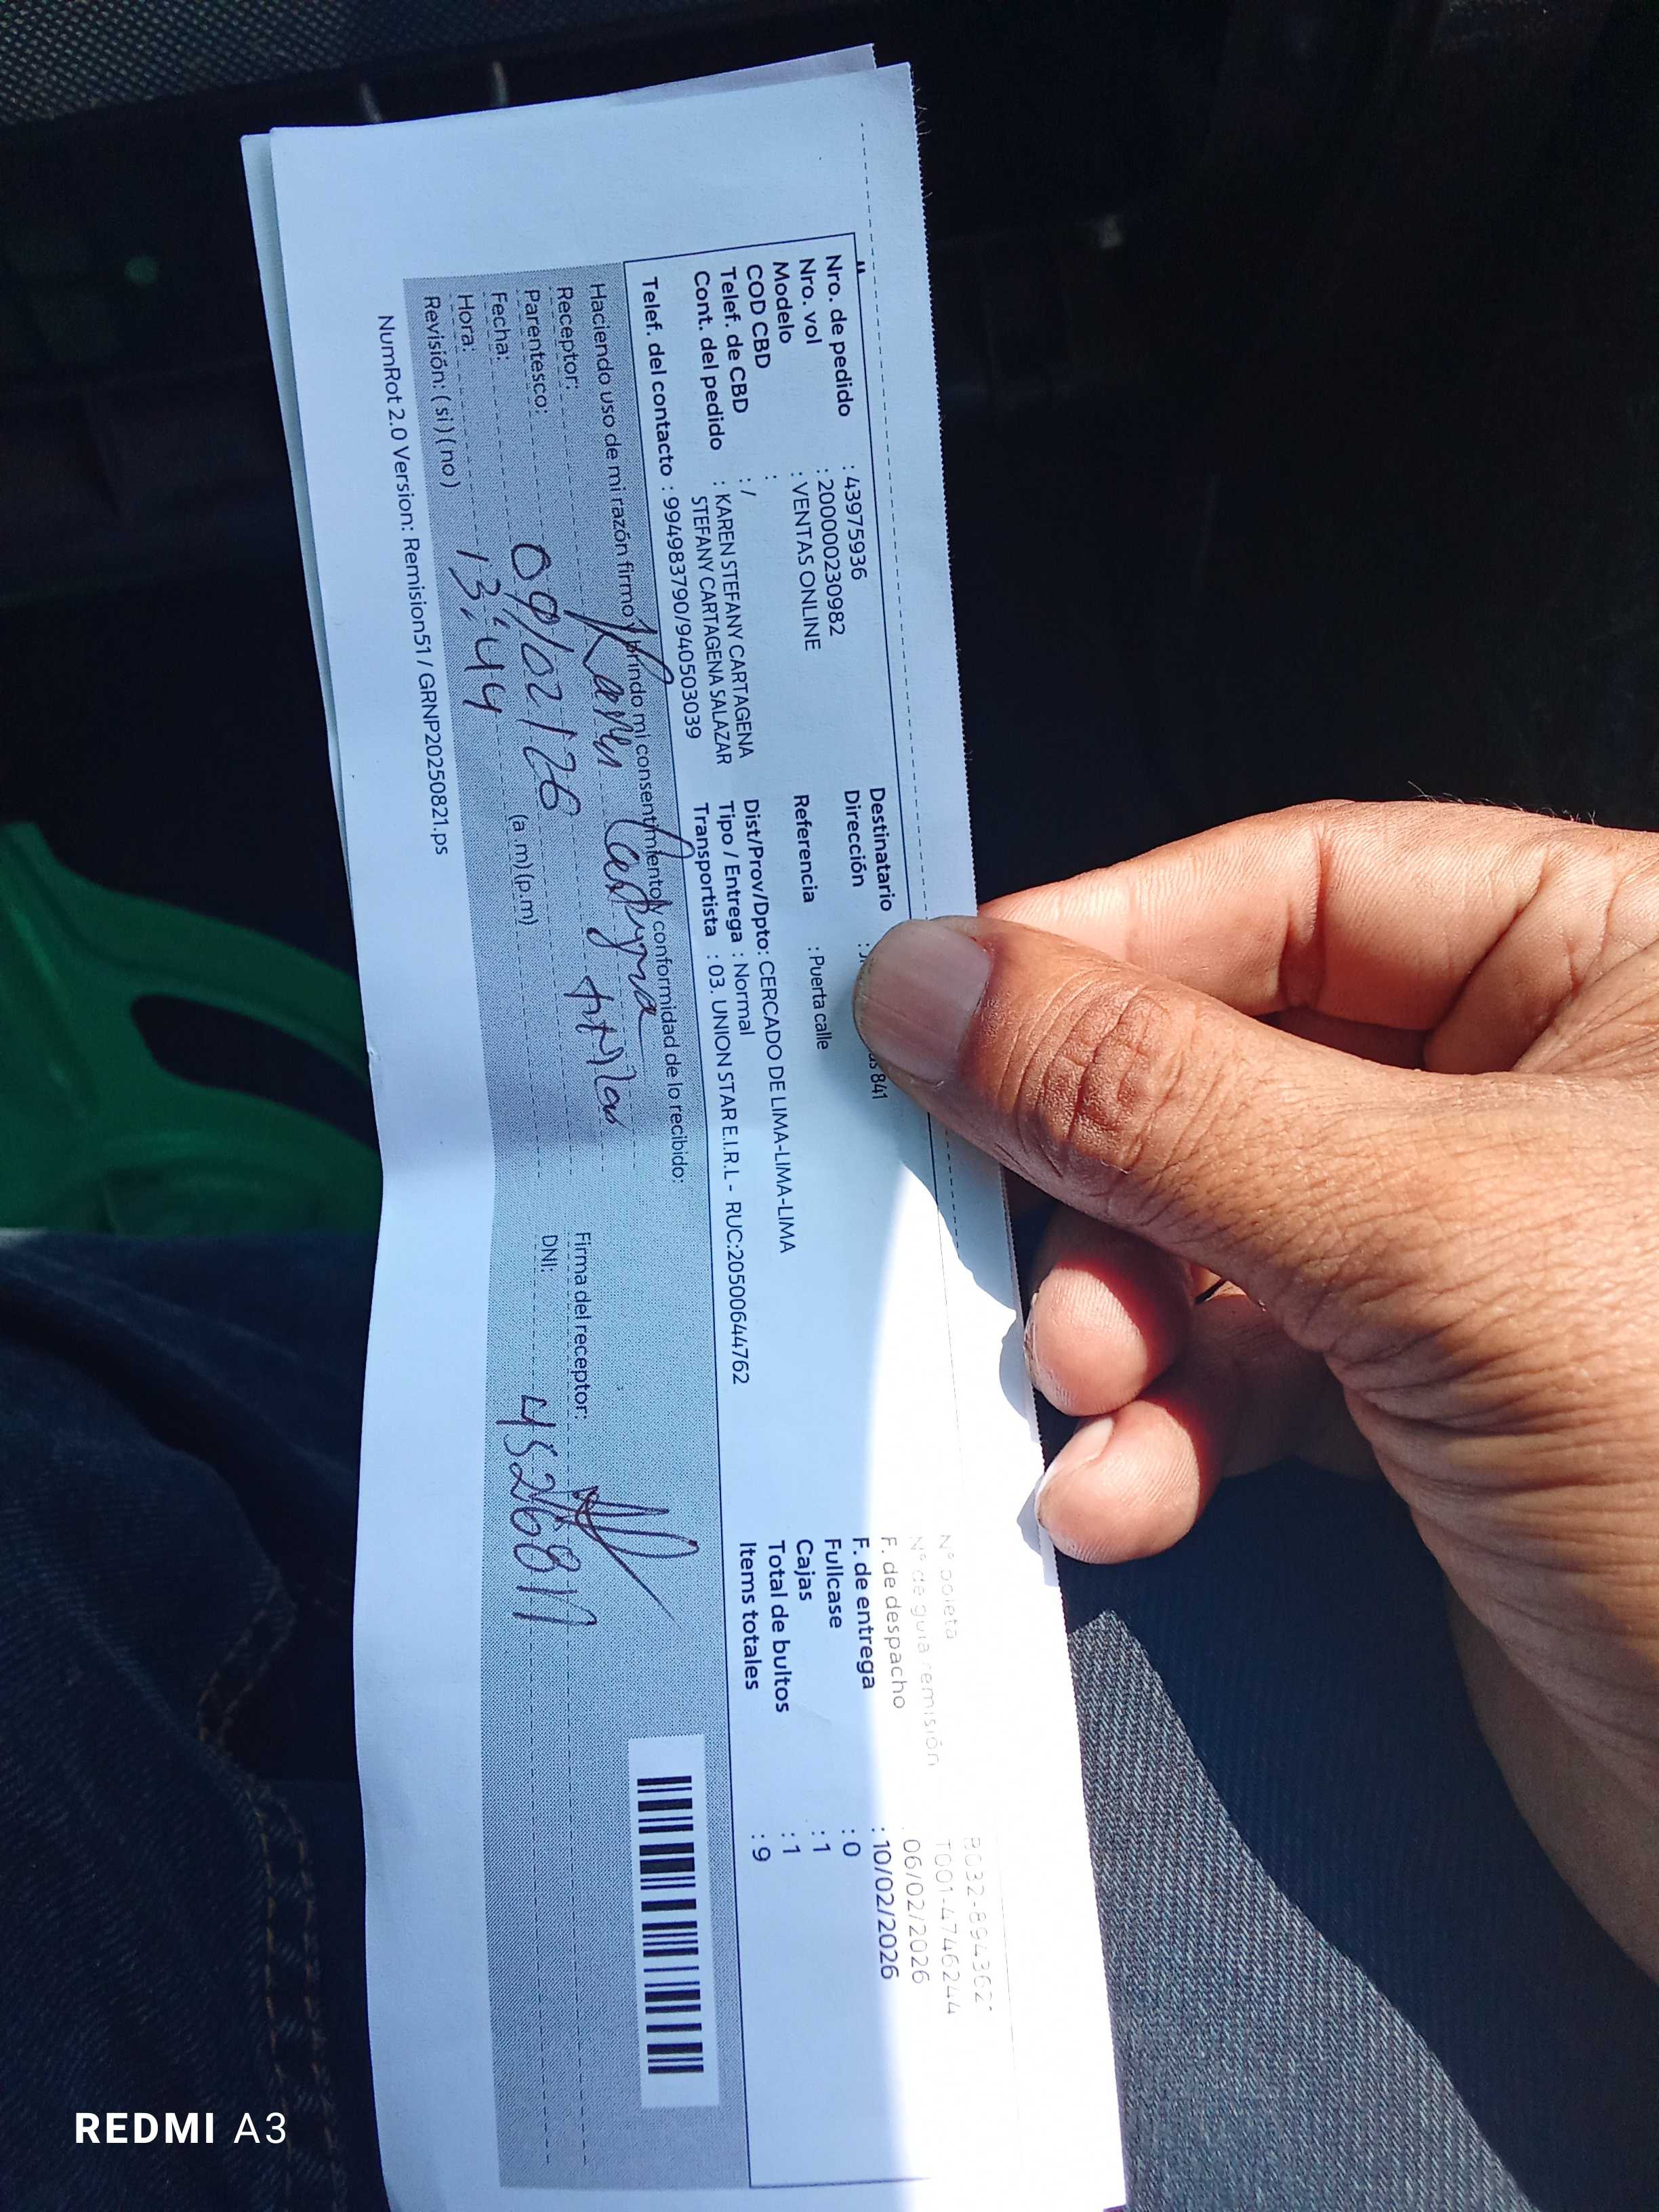 Nro. de pedido : 43975936
Nro. vol : 2000000230982
Modelo : VENTAS ONLINE
COD CBD :
Telef. de CBD : /
Cont. del pedido : KAREN STEFANY CARTAGENA
STEFANY CARTAGENA SALAZAR
Telef. del contacto : 994983790/940503039
Destinatario
Dirección
841
Referencia : Puerta calle
Dist/Prov/Dpto: CERCADO DE LIMA-LIMA-LIMA
Tipo / Entrega : Normal
Transportista : 03. UNION STAR E.I.R.L - RUC:20500644762
N° boleta
N° de guia remisión T001-4746244
F. de despacho : 06/02/2026
F. de entrega : 10/02/2026
Fullcase : 0
Cajas : 1
Total de bultos : 1
Items totales : 9
Haciendo uso de mi razón firmo y brindo mi consentimiento y conformidad de lo recibido:
Receptor: Karen
Parentesco: titular
Fecha: 09/02/26
Hora: 13:44 (a.m) (p.m)
Revisión: ( si ) ( no )
Firma del receptor:
DNI:
NumRot 2.0 Version: Remision51 / GRNP20250821.ps
REDMI A3